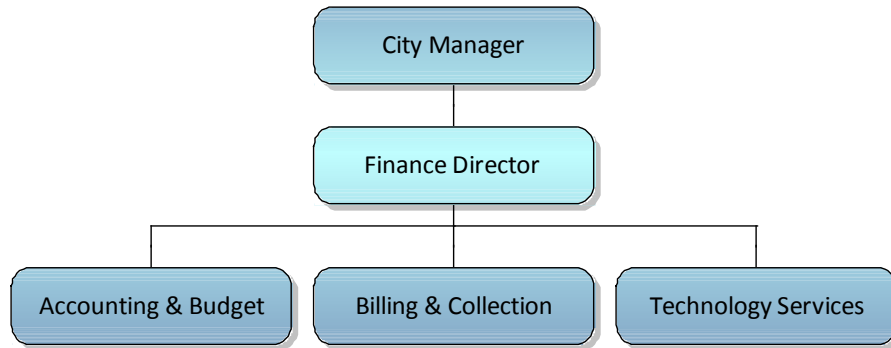 City Manager
Finance Director
Accounting & Budget
Billing & Collection
Technology Services